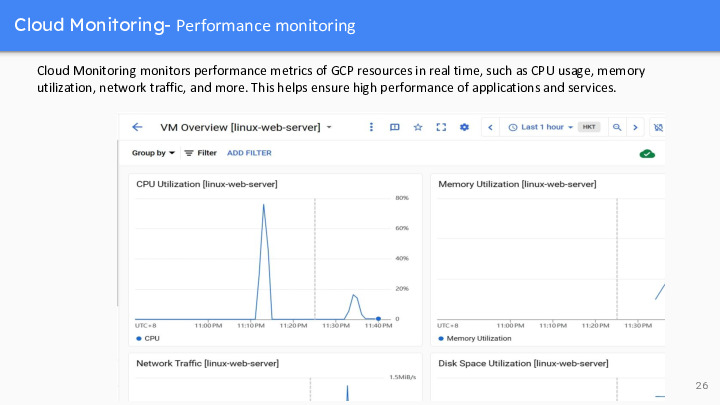 Cloud Monitoring- Performance monitoring
Cloud Monitoring monitors performance metrics of GCP resources in real time, such as CPU usage, memory
utilization, network traffic, and more. This helps ensure high performance of applications and services.
VM Overview [linux-web-server]
Last 1 hour HKT
Group by Filter ADD FILTER
CPU Utilization [linux-web-server]
80%
60%
40%
20%
0
UTC+8 11:00 PM 11:10 PM 11:20 PM 11:30 PM 11:40 PM
CPU
Memory Utilization [linux-web-server]
UTC+8 11:00 PM 11:10 PM 11:20 PM 11:30 PM
Memory Utilization
Network Traffic [linux-web-server]
1.5MiB/s
Disk Space Utilization [linux-web-server]
26